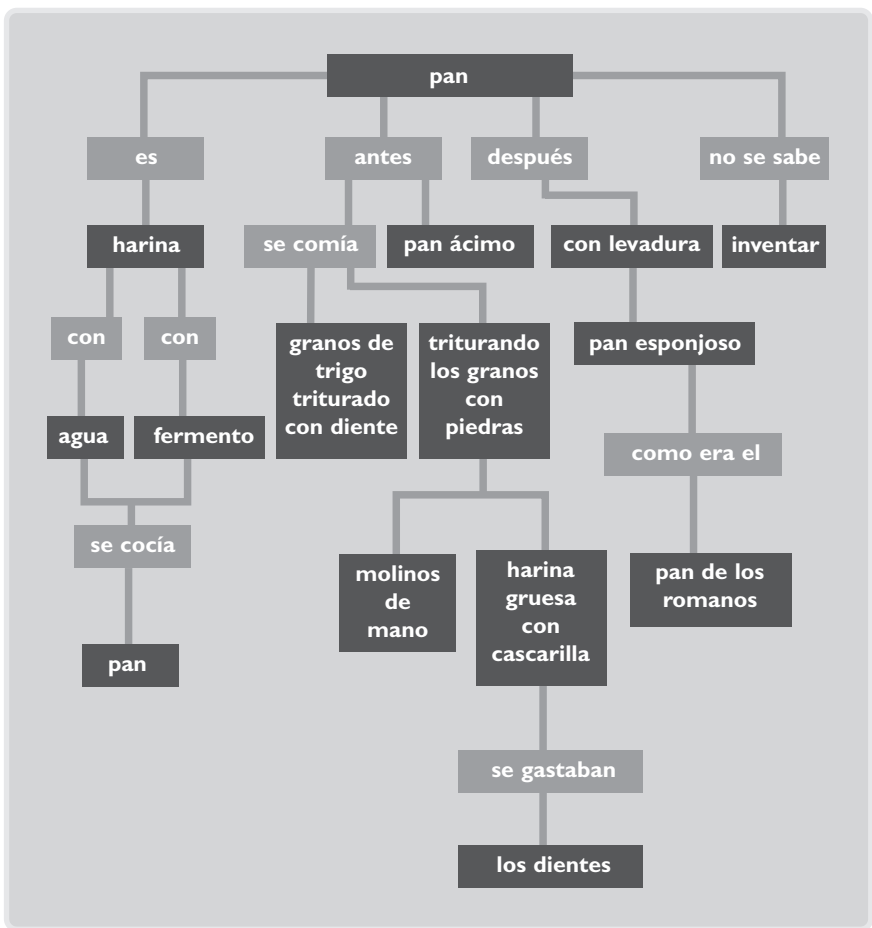 pan
es
antes
después
no se sabe
harina
se comía
pan ácimo
con levadura
inventar
con
con
granos de
trigo
triturado
con diente
triturando
los granos
con
piedras
pan esponjoso
agua
fermento
como era el
se cocía
molinos
de
mano
harina
gruesa
con
cascarilla
pan de los
romanos
pan
se gastaban
los dientes